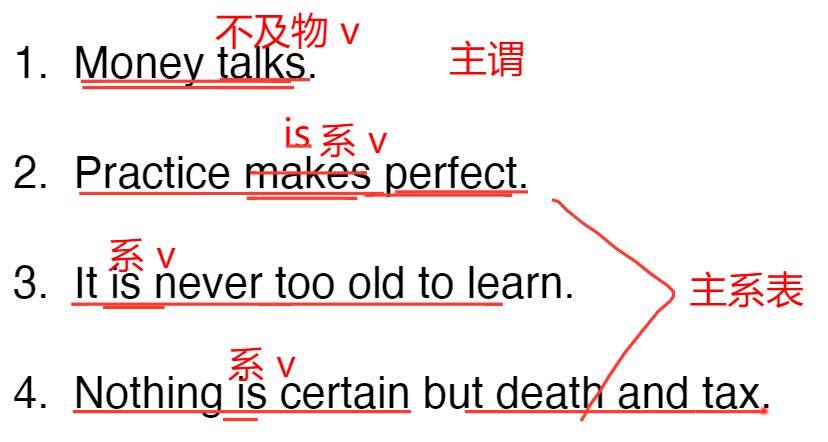 不及物 v
1. Money talks.
主谓
is 系 v
2. Practice makes perfect.
系 v
3. It is never too old to learn.
主系表
系 v
4. Nothing is certain but death and tax.